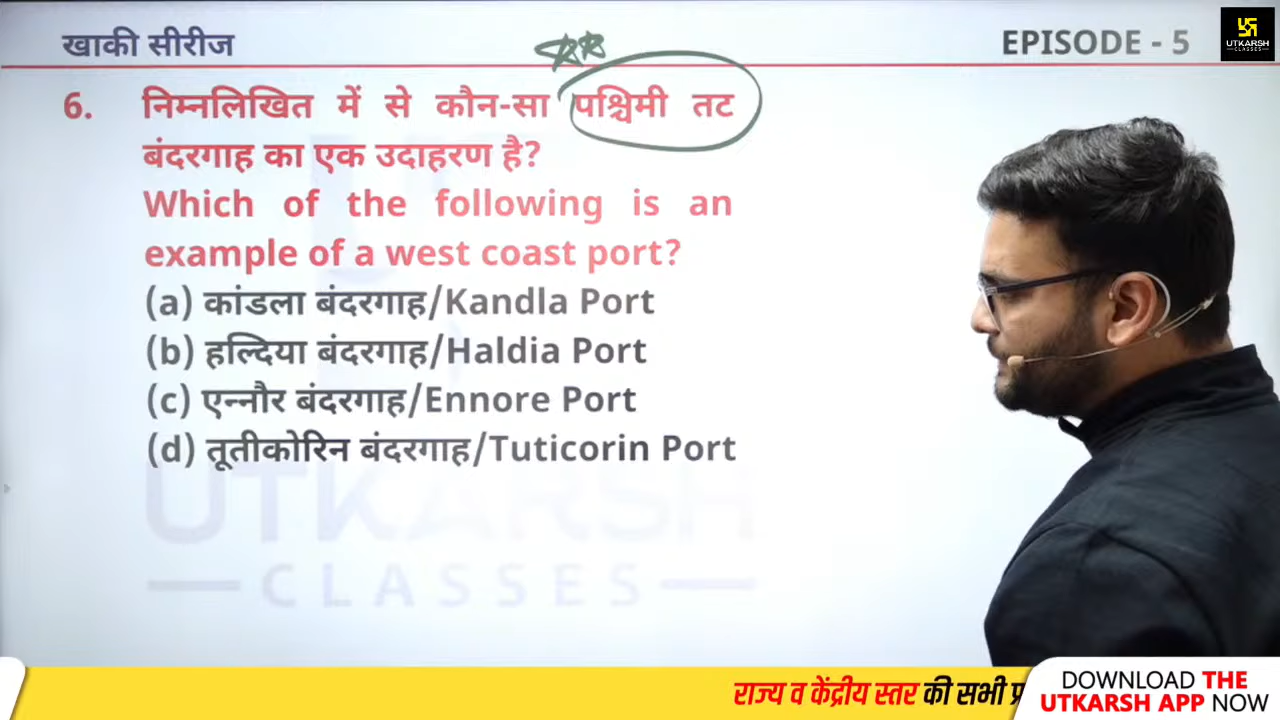 खाकी सीरीज
EPISODE - 5
UTKARSH
CLASSES
6. निम्नलिखित में से कौन-सा पश्चिमी तट
बंदरगाह का एक उदाहरण है?
Which of the following is an
example of a west coast port?
(a) कांडला बंदरगाह/Kandla Port
(b) हल्दिया बंदरगाह/Haldia Port
(c) एन्नौर बंदरगाह/Ennore Port
(d) तूतीकोरिन बंदरगाह/Tuticorin Port
UTKARSH
CLASSES
राज्य व केंद्रीय स्तर की सभी
DOWNLOAD THE
UTKARSH APP NOW